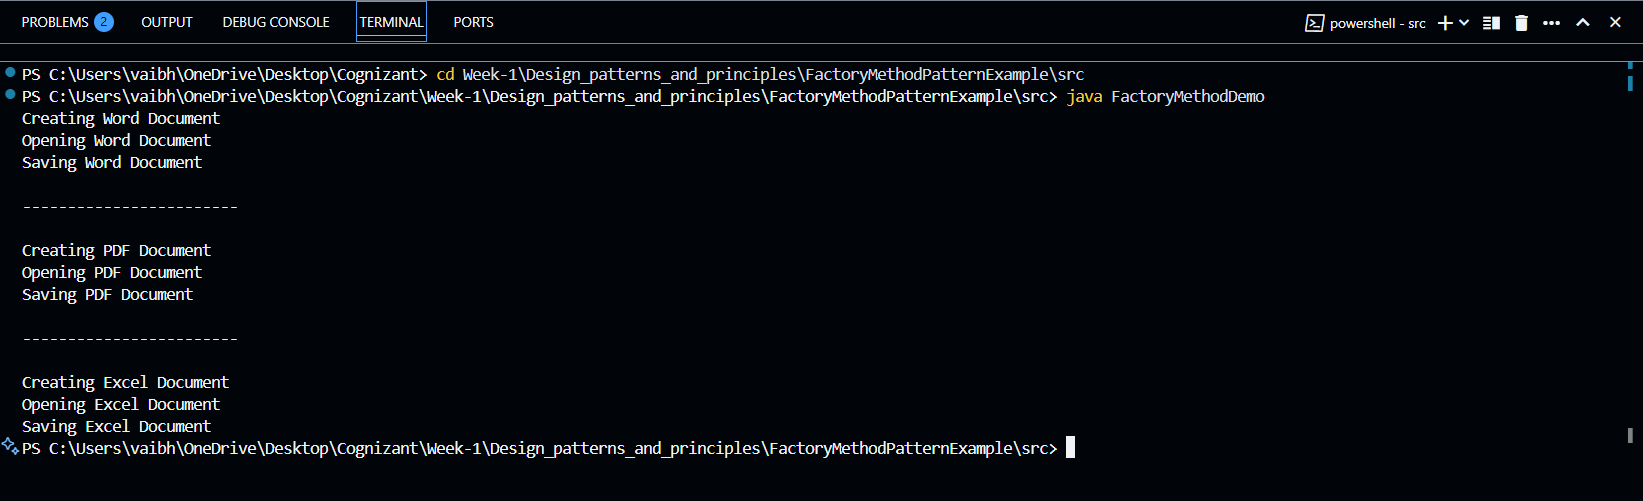 PROBLEMS 2 OUTPUT DEBUG CONSOLE TERMINAL PORTS powershell - src
PS C:\Users\vaibh\OneDrive\Desktop\Cognizant> cd Week-1\Design_patterns_and_principles\FactoryMethodPatternExample\src
PS C:\Users\vaibh\OneDrive\Desktop\Cognizant\Week-1\Design_patterns_and_principles\FactoryMethodPatternExample\src> java FactoryMethodDemo
Creating Word Document
Opening Word Document
Saving Word Document
------------------------
Creating PDF Document
Opening PDF Document
Saving PDF Document
------------------------
Creating Excel Document
Opening Excel Document
Saving Excel Document
PS C:\Users\vaibh\OneDrive\Desktop\Cognizant\Week-1\Design_patterns_and_principles\FactoryMethodPatternExample\src>